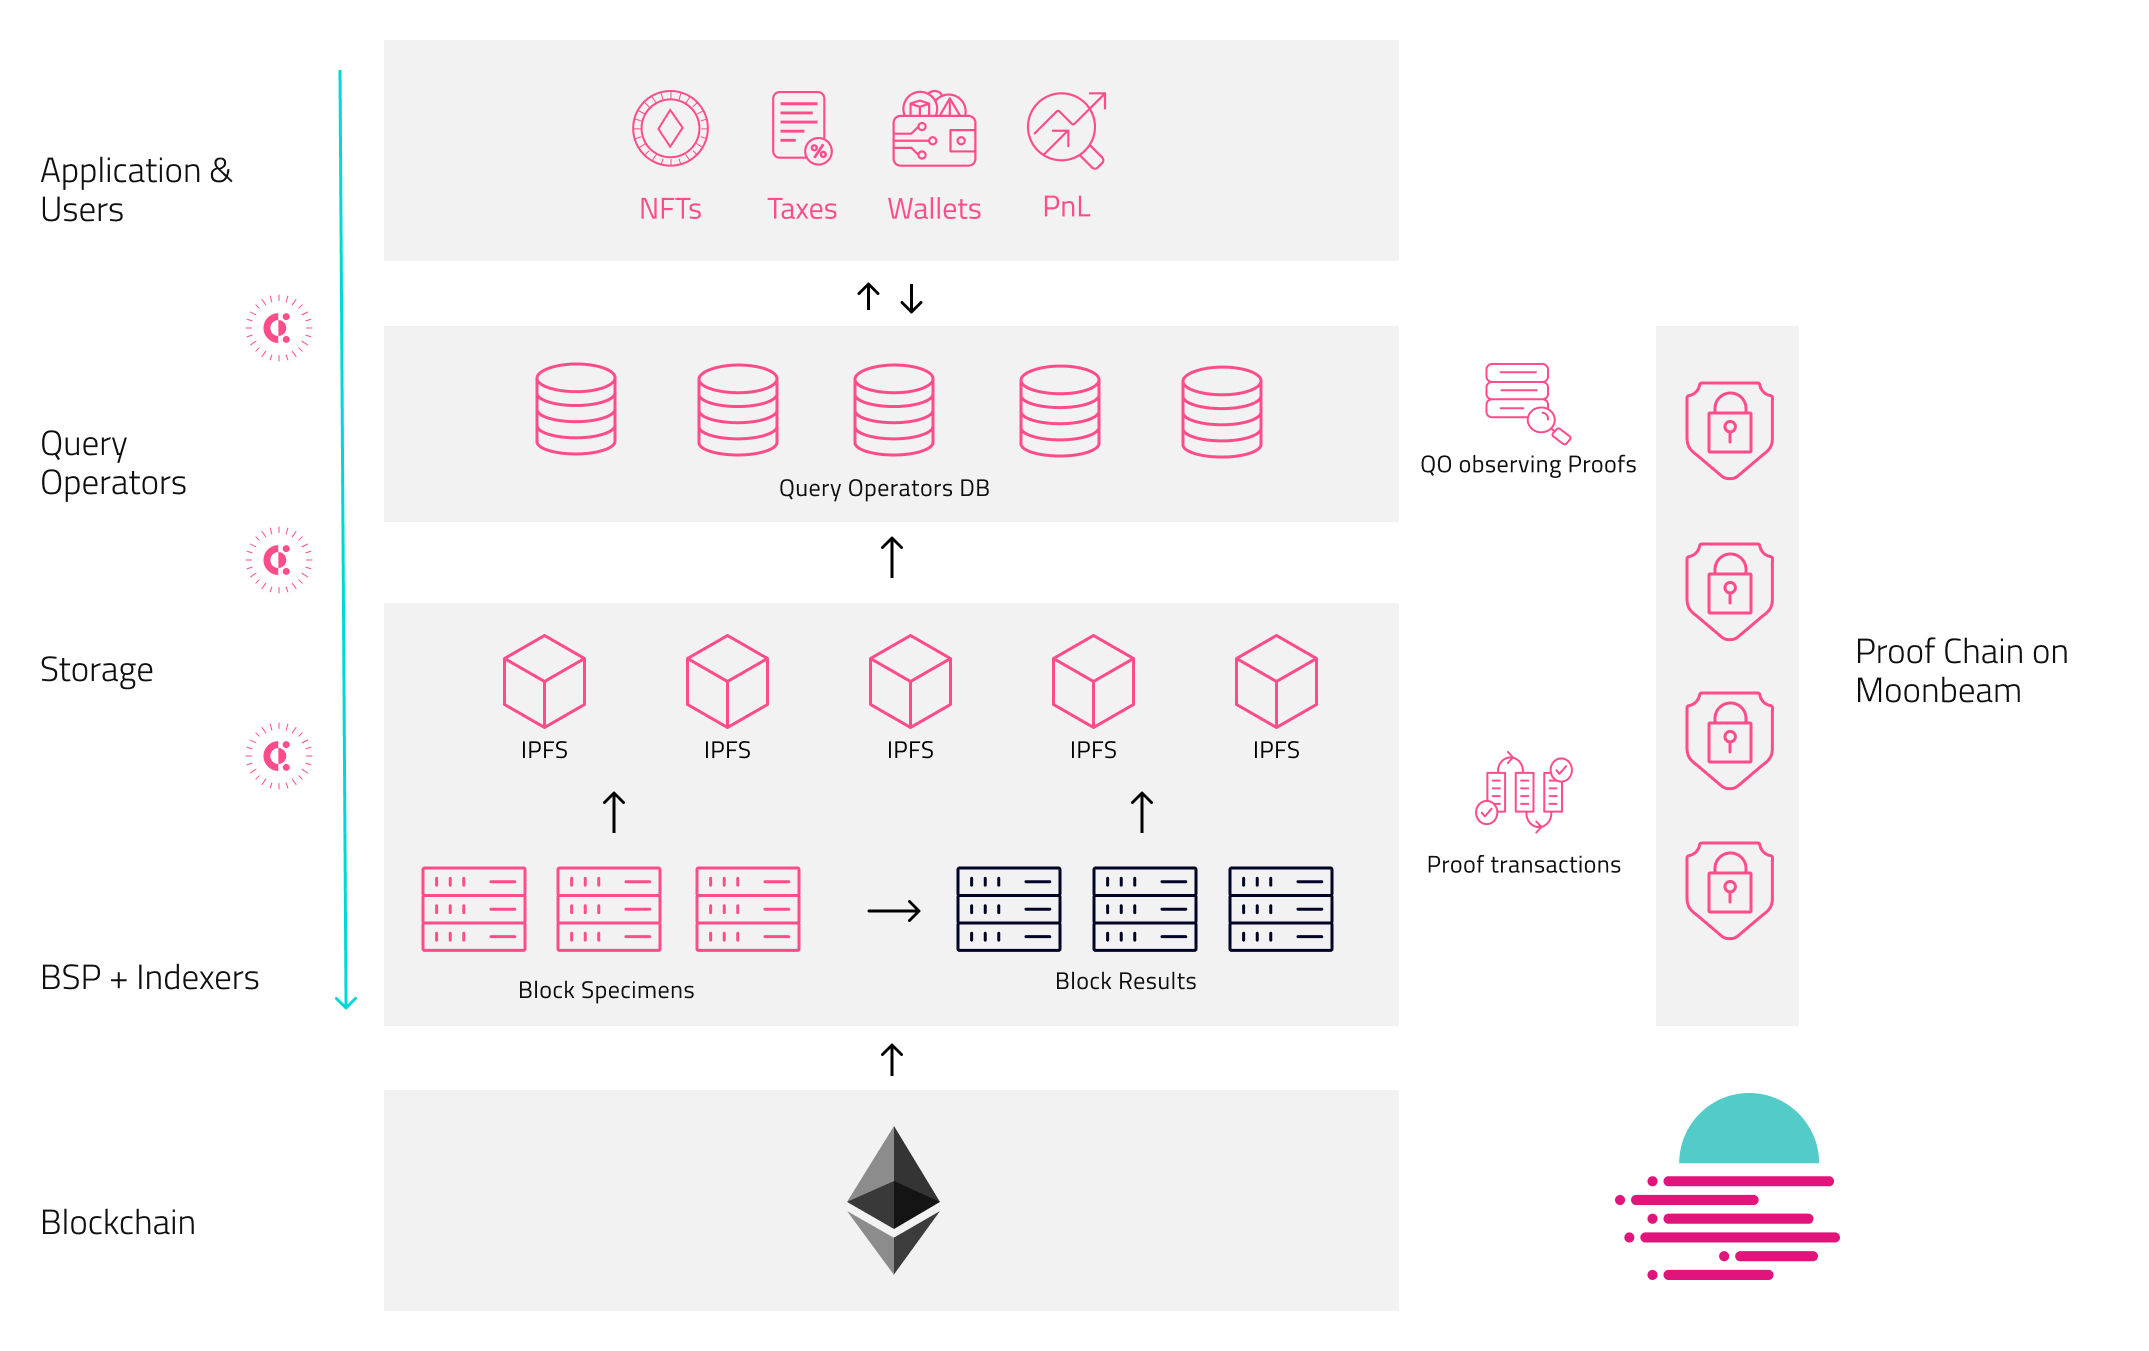 Application &
Users
NFTs
Taxes
Wallets
PnL
Query
Operators
Query Operators DB
QO observing Proofs
Storage
IPFS
IPFS
IPFS
IPFS
IPFS
Proof Chain on
Moonbeam
Proof transactions
BSP + Indexers
Block Specimens
Block Results
Blockchain